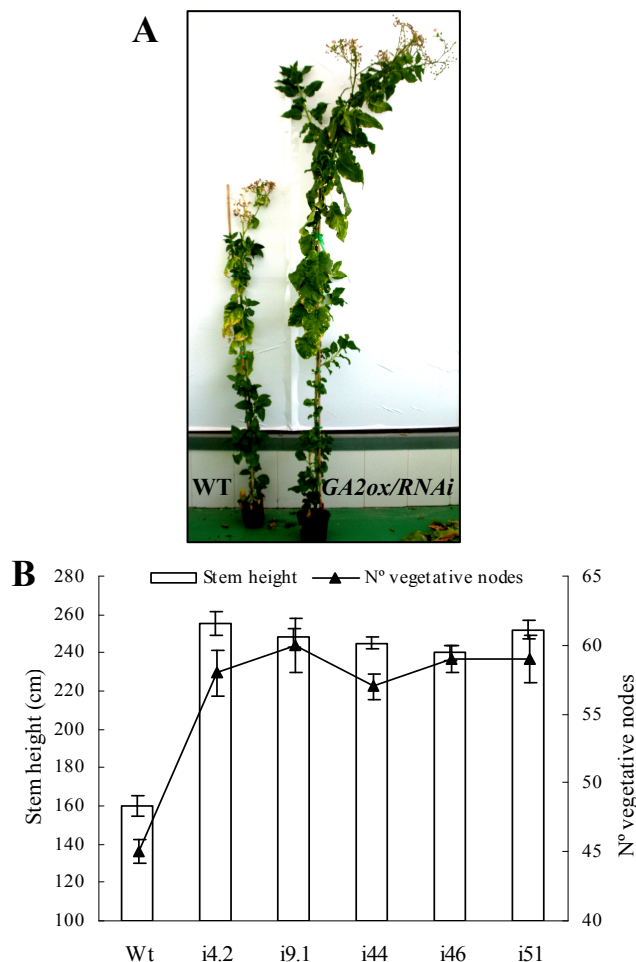 A
WT GA2ox/RNAi
B
Stem height Nº vegetative nodes
280
260
240
220
200
180
160
140
120
100
Stem height (cm)
65
60
55
50
45
40
Nº vegetative nodes
Wt i4.2 i9.1 i44 i46 i51